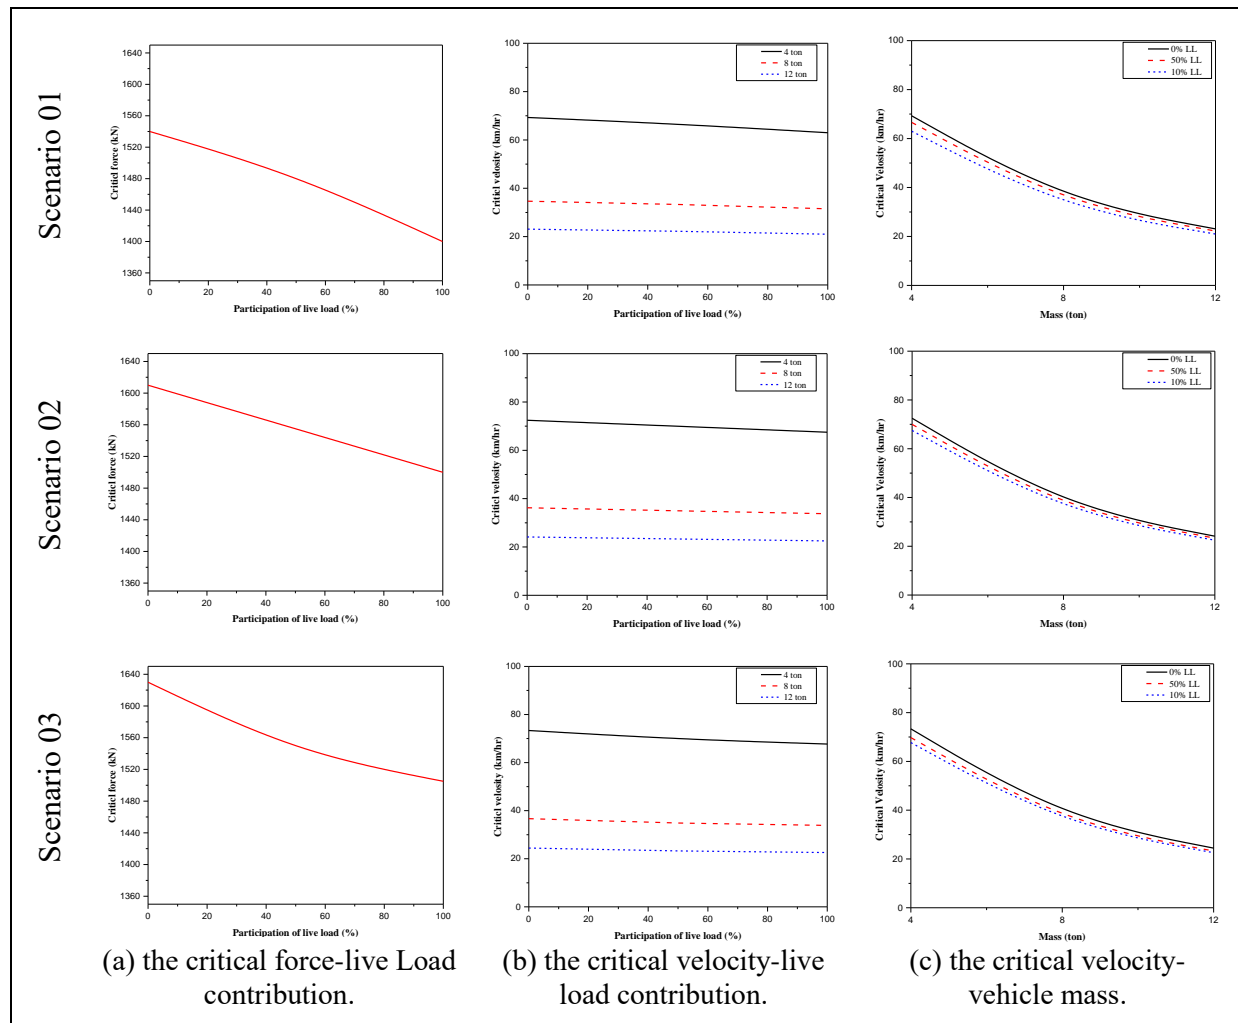 Scenario 01
Criticl force (kN)
1640
1600
1560
1520
1480
1440
1400
1360
0 20 40 60 80 100
Participation of live load (%)
Criticl velosity (km/hr)
100
80
60
40
20
0
4 ton
8 ton
12 ton
0 20 40 60 80 100
Participation of live load (%)
Critical Velosity (km/hr)
100
80
60
40
20
0
0% LL
50% LL
10% LL
4 8 12
Mass (ton)
Scenario 02
Criticl force (kN)
1640
1600
1560
1520
1480
1440
1400
1360
0 20 40 60 80 100
Participation of live load (%)
Criticl velosity (km/hr)
100
80
60
40
20
0
4 ton
8 ton
12 ton
0 20 40 60 80 100
Participation of live load (%)
Critical Velosity (km/hr)
100
80
60
40
20
0
0% LL
50% LL
10% LL
4 8 12
Mass (ton)
Scenario 03
Criticl force (kN)
1640
1600
1560
1520
1480
1440
1400
1360
0 20 40 60 80 100
Participation of live load (%)
Criticl velosity (km/hr)
100
80
60
40
20
0
4 ton
8 ton
12 ton
0 20 40 60 80 100
Participation of live load (%)
Critical Velosity (km/hr)
100
80
60
40
20
0
0% LL
50% LL
10% LL
4 8 12
Mass (ton)
(a) the critical force-live Load
contribution.
(b) the critical velocity-live
load contribution.
(c) the critical velocity-
vehicle mass.